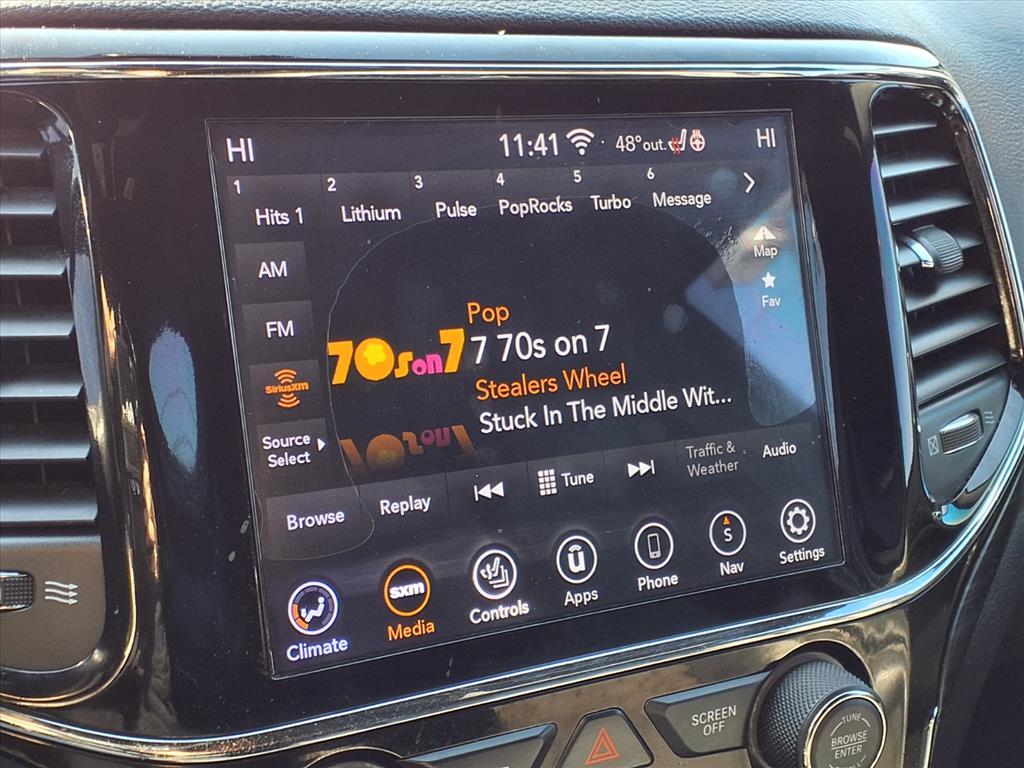 HI 11:41 48°out. HI
1 2 3 4 5 6
Hits 1 Lithium Pulse PopRocks Turbo Message
AM
Map
FM
Fav
SiriusXM
70s on 7
Pop
7 70s on 7
Stealers Wheel
Stuck In The Middle Wit...
Source
Select
Browse Replay Tune
Traffic &
Weather
Audio
Climate
sxm
Media
Controls
u
Apps
Phone
S
Nav
Settings
SCREEN
OFF
TUNE
BROWSE
ENTER